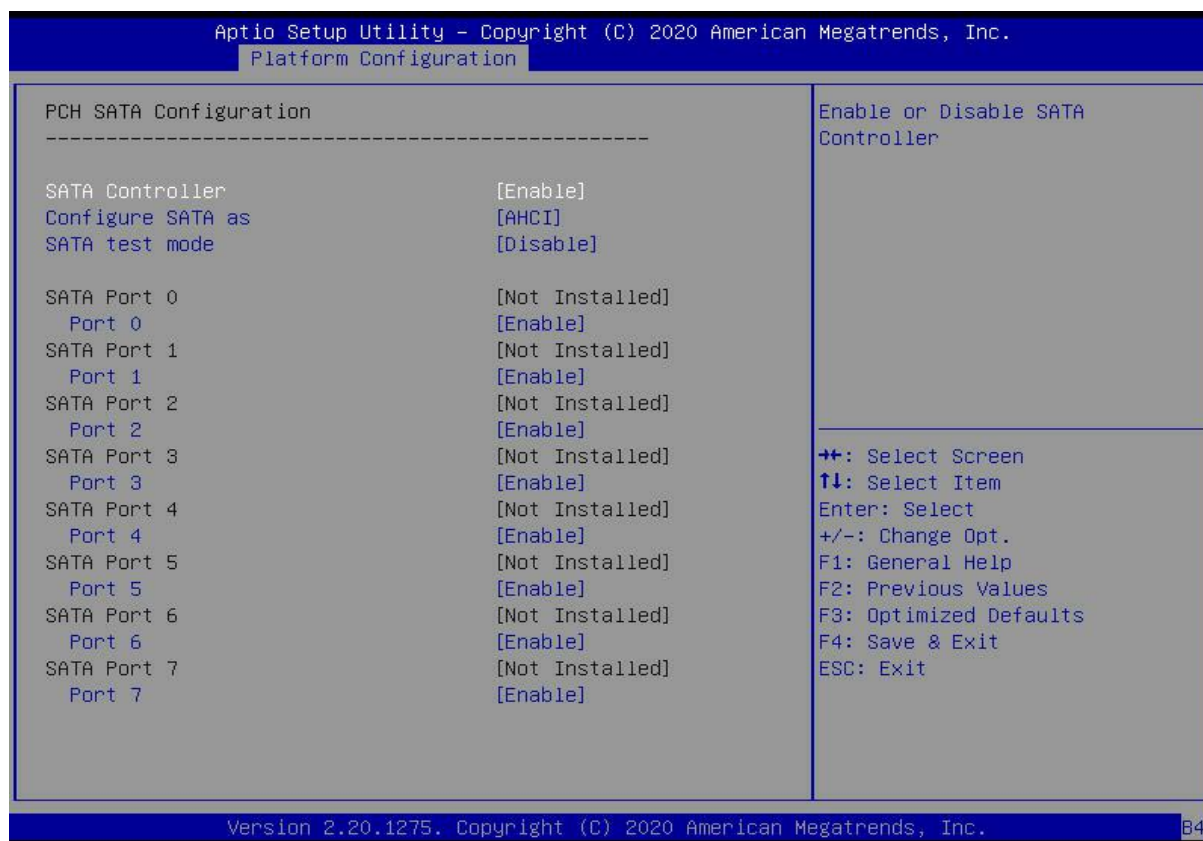 Aptio Setup Utility – Copyright (C) 2020 American Megatrends, Inc.
Platform Configuration
PCH SATA Configuration
--------------------------------------------------
SATA Controller [Enable]
Configure SATA as [AHCI]
SATA test mode [Disable]
SATA Port 0 [Not Installed]
Port 0 [Enable]
SATA Port 1 [Not Installed]
Port 1 [Enable]
SATA Port 2 [Not Installed]
Port 2 [Enable]
SATA Port 3 [Not Installed]
Port 3 [Enable]
SATA Port 4 [Not Installed]
Port 4 [Enable]
SATA Port 5 [Not Installed]
Port 5 [Enable]
SATA Port 6 [Not Installed]
Port 6 [Enable]
SATA Port 7 [Not Installed]
Port 7 [Enable]
Enable or Disable SATA
Controller
→←: Select Screen
↑↓: Select Item
Enter: Select
+/-: Change Opt.
F1: General Help
F2: Previous Values
F3: Optimized Defaults
F4: Save & Exit
ESC: Exit
Version 2.20.1275. Copyright (C) 2020 American Megatrends, Inc.
B4